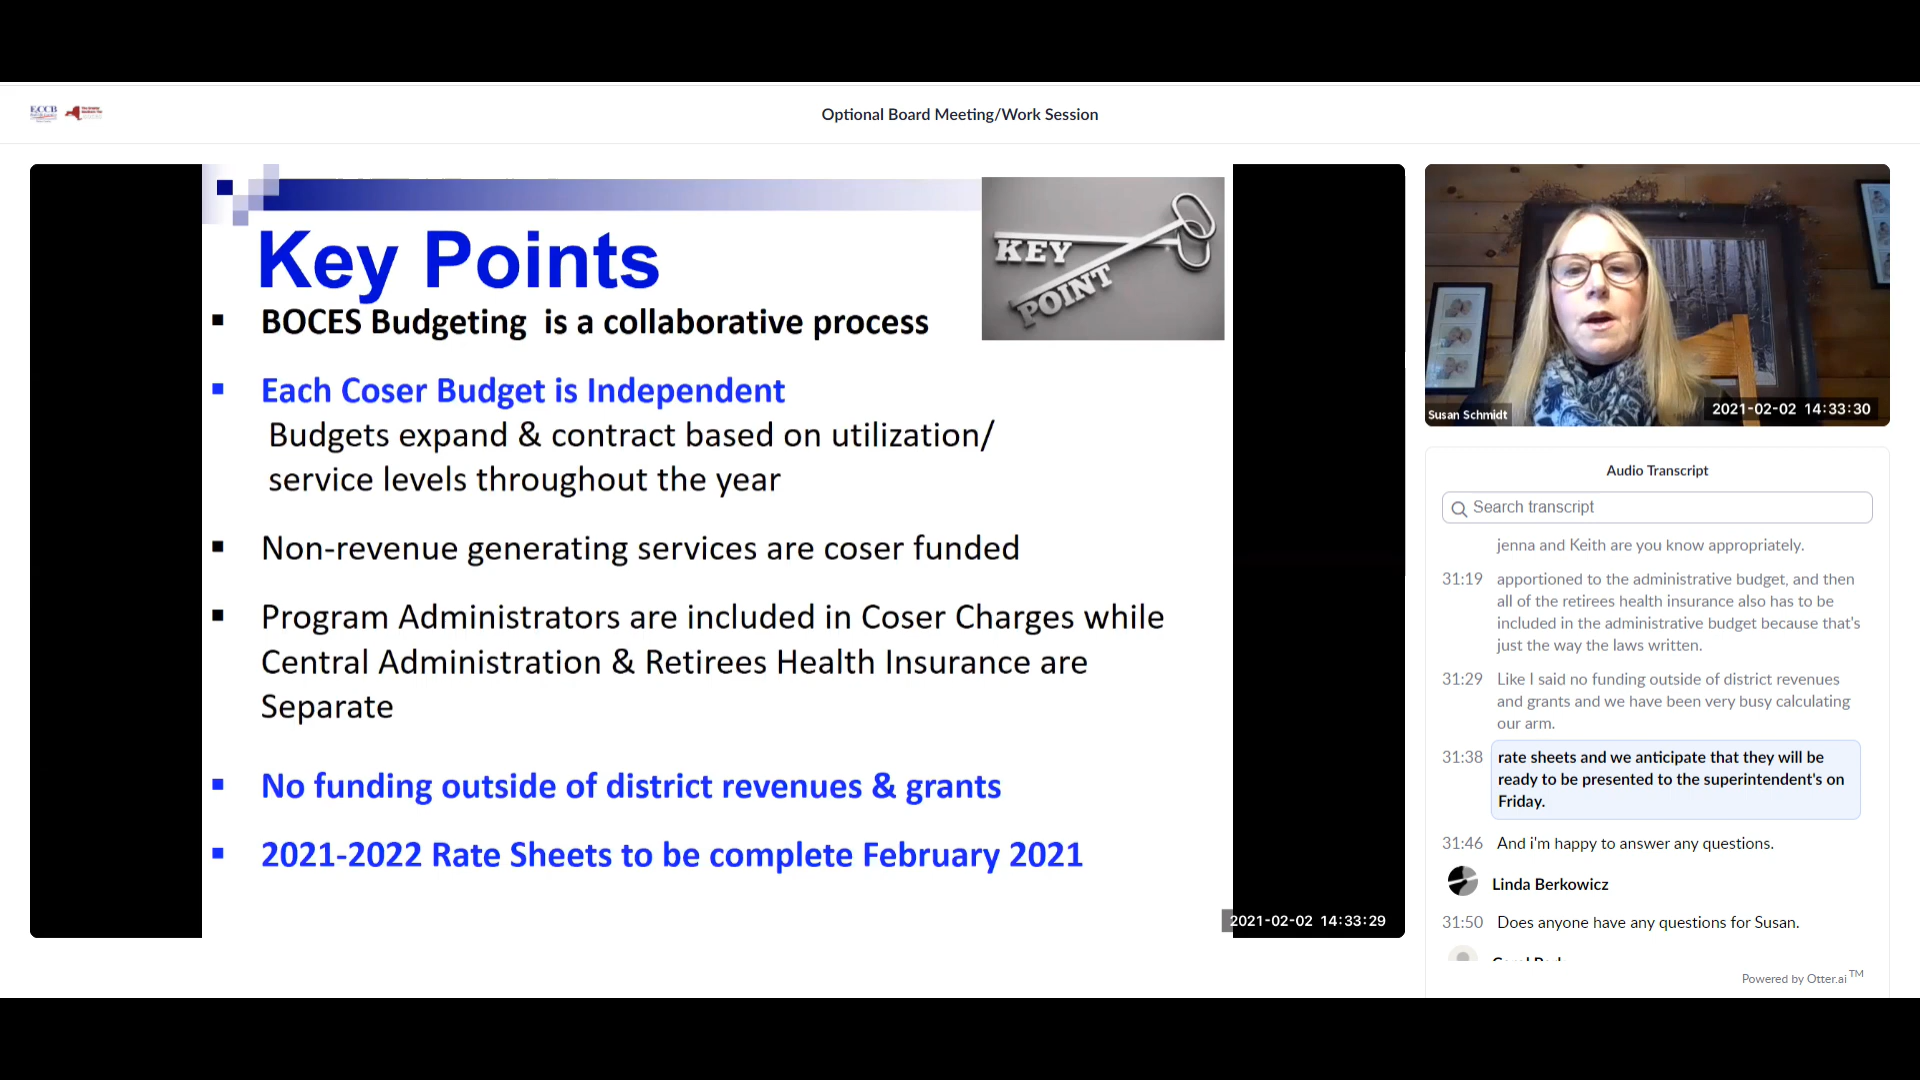 ECCB
Optional Board Meeting/Work Session
KEY
POINT
Key Points
▪ BOCES Budgeting is a collaborative process
▪ Each Coser Budget is Independent
Budgets expand & contract based on utilization/
service levels throughout the year
▪ Non-revenue generating services are coser funded
▪ Program Administrators are included in Coser Charges while
Central Administration & Retirees Health Insurance are
Separate
▪ No funding outside of district revenues & grants
▪ 2021-2022 Rate Sheets to be complete February 2021
2021-02-02 14:33:29
Susan Schmidt
2021-02-02 14:33:30
Audio Transcript
Search transcript
jenna and Keith are you know appropriately.
31:19 apportioned to the administrative budget, and then
all of the retirees health insurance also has to be
included in the administrative budget because that's
just the way the laws written.
31:29 Like I said no funding outside of district revenues
and grants and we have been very busy calculating
our arm.
31:38 rate sheets and we anticipate that they will be
ready to be presented to the superintendent's on
Friday.
31:46 And i'm happy to answer any questions.
Linda Berkowicz
31:50 Does anyone have any questions for Susan.
Powered by Otter.ai TM